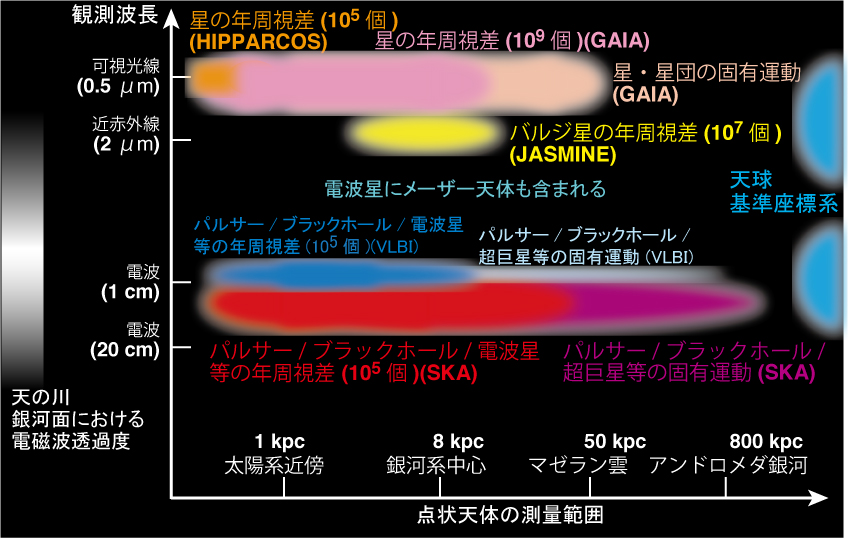 観測波長
星の年周視差 (10⁵ 個 )
(HIPPARCOS)
星の年周視差 (10⁹ 個 )(GAIA)
可視光線
(0.5 μm)
星・星団の固有運動
(GAIA)
近赤外線
(2 μm)
バルジ星の年周視差 (10⁷ 個 )
(JASMINE)
電波星にメーザー天体も含まれる
天球
基準座標系
パルサー / ブラックホール / 電波星
等の年周視差 (10⁵ 個 )(VLBI)
パルサー / ブラックホール /
超巨星等の固有運動 (VLBI)
電波
(1 cm)
電波
(20 cm)
パルサー / ブラックホール / 電波星
等の年周視差 (10⁵ 個 )(SKA)
パルサー / ブラックホール /
超巨星等の固有運動 (SKA)
天の川
銀河面における
電磁波透過度
1 kpc
太陽系近傍
8 kpc
銀河系中心
50 kpc
マゼラン雲
800 kpc
アンドロメダ銀河
点状天体の測量範囲